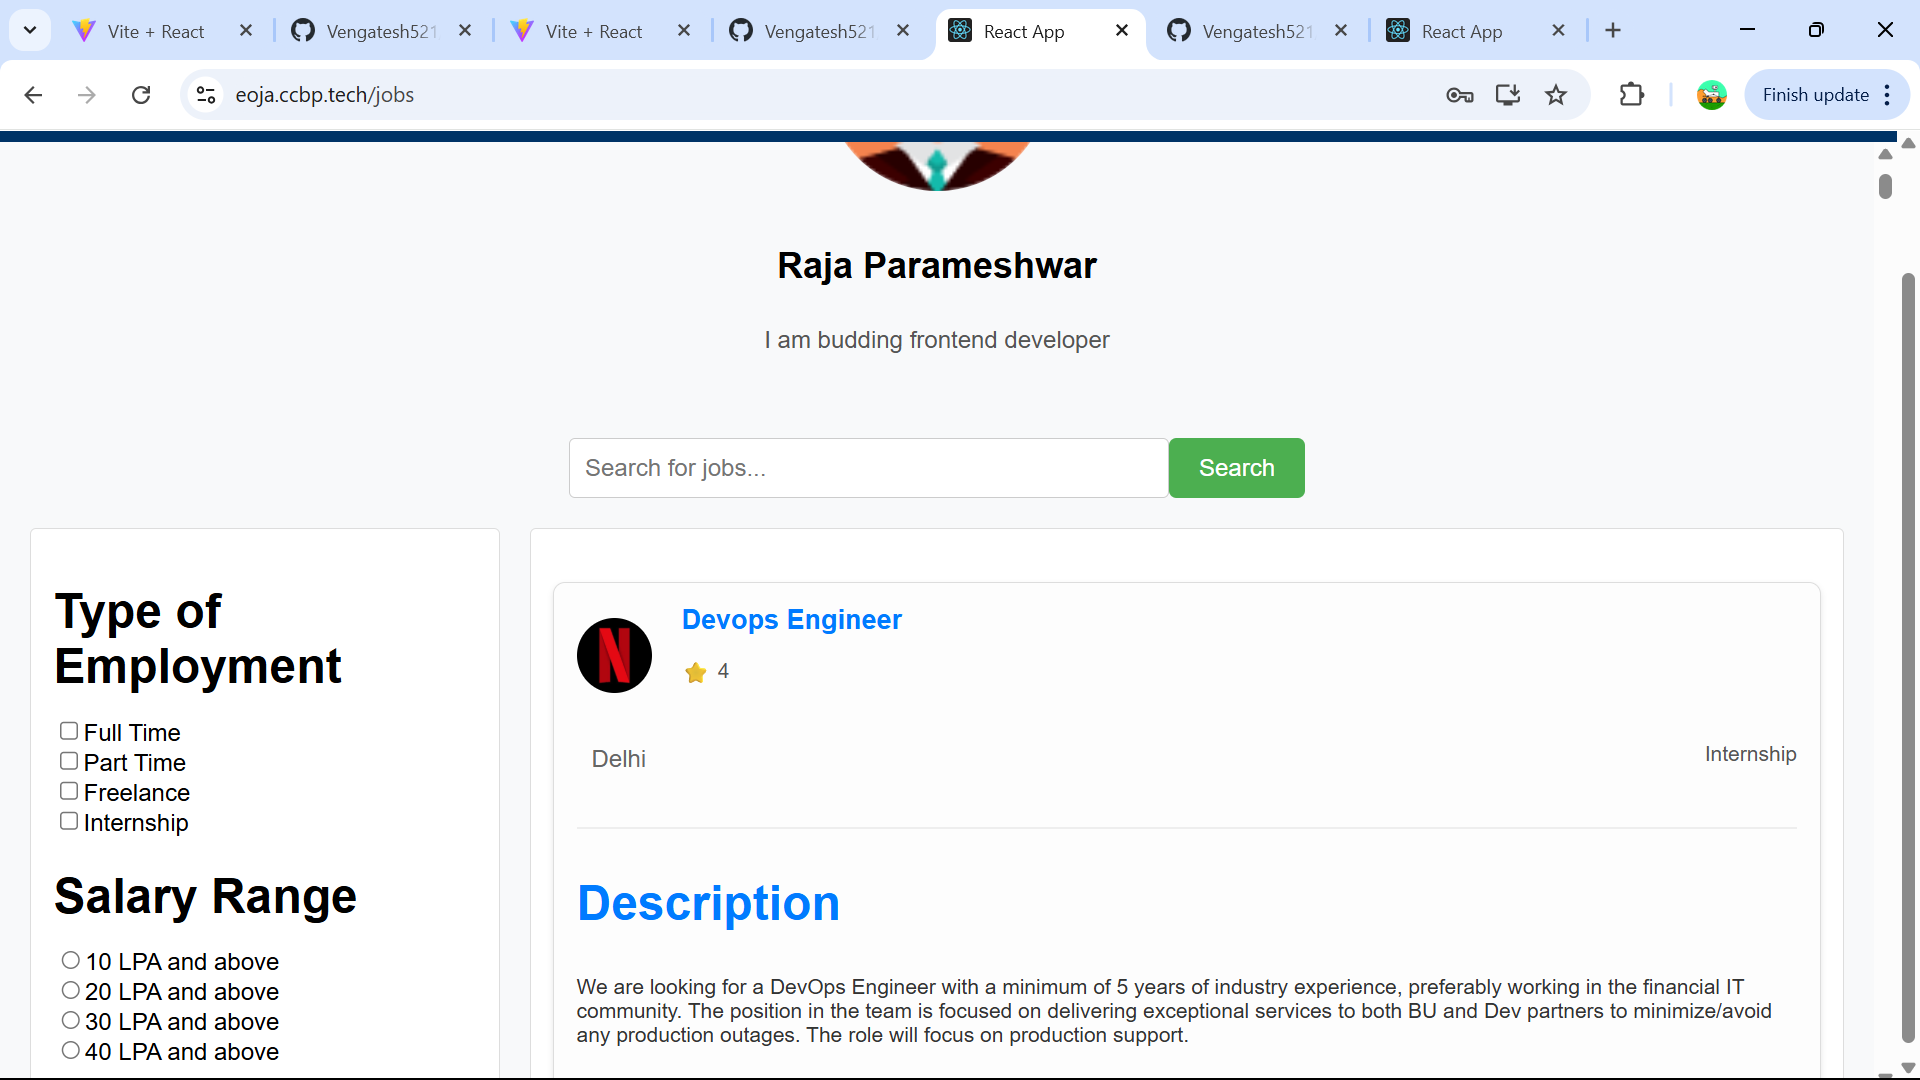 Vite + React
Vengatesh521
Vite + React
Vengatesh521
React App
Vengatesh521
React App
eoja.ccbp.tech/jobs
Finish update
Raja Parameshwar
I am budding frontend developer
Search for jobs...
Search
Type of
Employment
Full Time
Part Time
Freelance
Internship
Salary Range
10 LPA and above
20 LPA and above
30 LPA and above
40 LPA and above
N
Devops Engineer
4
Delhi
Internship
Description
We are looking for a DevOps Engineer with a minimum of 5 years of industry experience, preferably working in the financial IT
community. The position in the team is focused on delivering exceptional services to both BU and Dev partners to minimize/avoid
any production outages. The role will focus on production support.